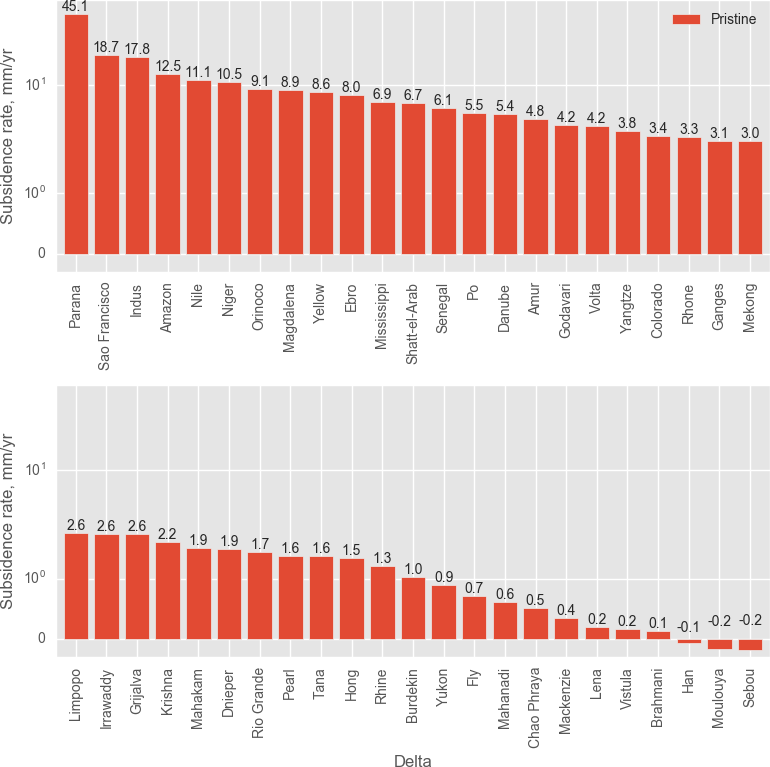 45.1
18.7 17.8 12.5 11.1 10.5 9.1 8.9 8.6 8.0 6.9 6.7 6.1 5.5 5.4 4.8 4.2 4.2 3.8 3.4 3.3 3.1 3.0
Pristine
Subsidence rate, mm/yr
10¹
10⁰
0
Parana Sao Francisco Indus Amazon Nile Niger Orinoco Magdalena Yellow Ebro Mississippi Shatt-el-Arab Senegal Po Danube Amur Godavari Volta Yangtze Colorado Rhone Ganges Mekong
Subsidence rate, mm/yr
10¹
10⁰
0
2.6 2.6 2.6 2.2 1.9 1.9 1.7 1.6 1.6 1.5 1.3 1.0 0.9 0.7 0.6 0.5 0.4 0.2 0.2 0.1 -0.1 -0.2 -0.2
Limpopo Irrawaddy Grijalva Krishna Mahakam Dnieper Rio Grande Pearl Tana Hong Rhine Burdekin Yukon Fly Mahanadi Chao Phraya Mackenzie Lena Vistula Brahmani Han Moulouya Sebou
Delta